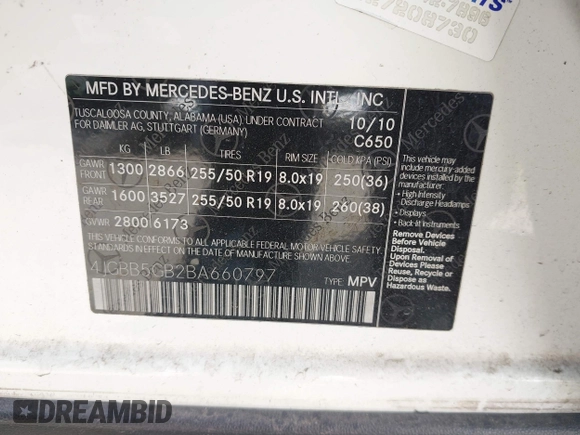 27208730
MFD BY MERCEDES-BENZ U.S. INTL., INC
TUSCALOOSA COUNTY, ALABAMA (USA) UNDER CONTRACT
FOR DAIMLER AG, STUTTGART (GERMANY)
10/10
C650
KG LB TIRES RIM SIZE COLD KPA (PSI)
GAWR FRONT 1300 2866 255/50 R19 8.0x19 250(36)
GAWR REAR 1600 3527 255/50 R19 8.0x19 260(38)
GVWR 2800 6173
THIS VEHICLE CONFORMS TO ALL APPLICABLE FEDERAL MOTOR VEHICLE
SAFETY AND THEFT PREVENTION STANDARDS IN EFFECT ON THE DATE OF
MANUFACTURE SHOWN ABOVE.
4JGBB5GB2BA660797
TYPE: MPV
This vehicle may
include mercury-added
devices installed by the
manufacturer:
• High Intensity
Discharge Headlamps
• Displays
• Switches
Remove Devices
Before Vehicle
Disposal.
Upon Removal of
Devices Please
Reuse, Recycle or
Dispose as
Hazardous Waste.
DREAMBID